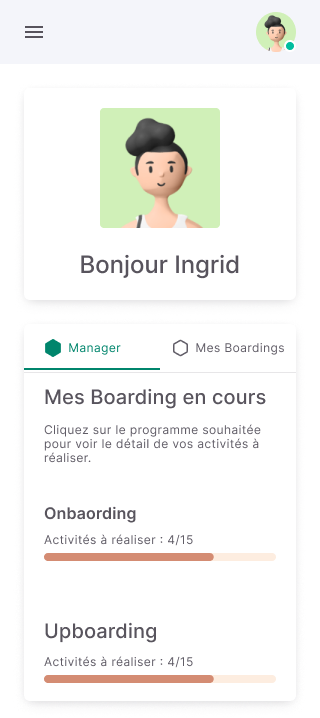 Bonjour Ingrid
Manager
Mes Boardings
Mes Boarding en cours
Cliquez sur le programme souhaitée
pour voir le détail de vos activités à
réaliser.
Onbaording
Activités à réaliser : 4/15
Upboarding
Activités à réaliser : 4/15